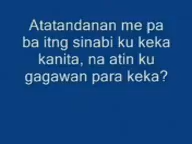 Atatandanan me pa
ba itng sinabi ku keka
kanita, na atin ku
gagawan para keka?